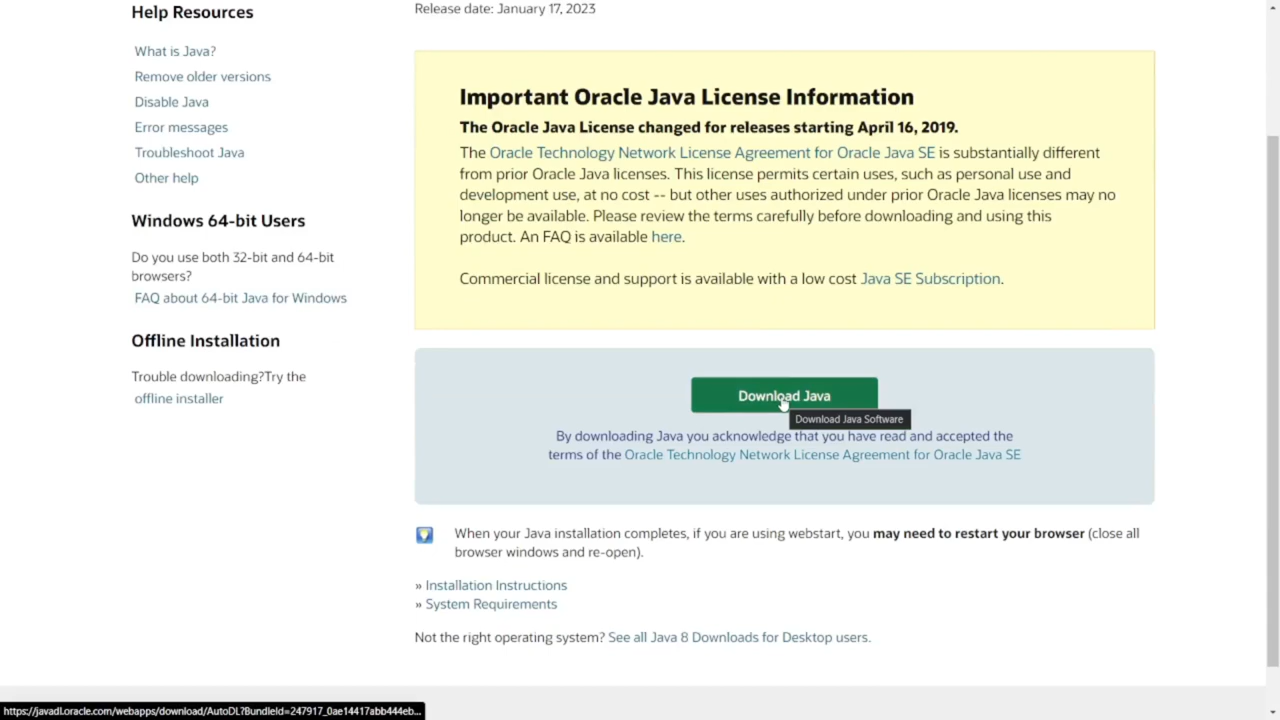 Help Resources
What is Java?
Remove older versions
Disable Java
Error messages
Troubleshoot Java
Other help
Windows 64-bit Users
Do you use both 32-bit and 64-bit
browsers?
FAQ about 64-bit Java for Windows
Offline Installation
Trouble downloading?Try the
offline installer
Release date: January 17, 2023
Important Oracle Java License Information
The Oracle Java License changed for releases starting April 16, 2019.
The Oracle Technology Network License Agreement for Oracle Java SE is substantially different
from prior Oracle Java licenses. This license permits certain uses, such as personal use and
development use, at no cost -- but other uses authorized under prior Oracle Java licenses may no
longer be available. Please review the terms carefully before downloading and using this
product. An FAQ is available here.
Commercial license and support is available with a low cost Java SE Subscription.
Download Java
Download Java Software
By downloading Java you acknowledge that you have read and accepted the
terms of the Oracle Technology Network License Agreement for Oracle Java SE
When your Java installation completes, if you are using webstart, you may need to restart your browser (close all
browser windows and re-open).
» Installation Instructions
» System Requirements
Not the right operating system? See all Java 8 Downloads for Desktop users.
https://javadl.oracle.com/webapps/download/AutoDL?BundleId=247917_0ae14417abb444eb...